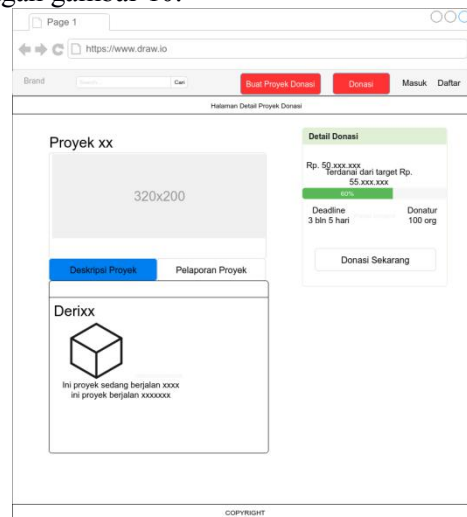 gan gambar 10.
Page 1
https://www.draw.io
Brand
Search...
Cari
Buat Proyek Donasi
Donasi
Masuk
Daftar
Halaman Detail Proyek Donasi
Proyek xx
320x200
Deskripsi Proyek
Pelaporan Proyek
Derixx
Ini proyek sedang berjalan xxxx
ini proyek berjalan xxxxxxx
Detail Donasi
Rp. 50.xxx.xxx
Terdanai dari target Rp.
55.xxx.xxx
60%
Deadline
3 bln 5 hari
Donatur
100 org
Donasi Sekarang
COPYRIGHT